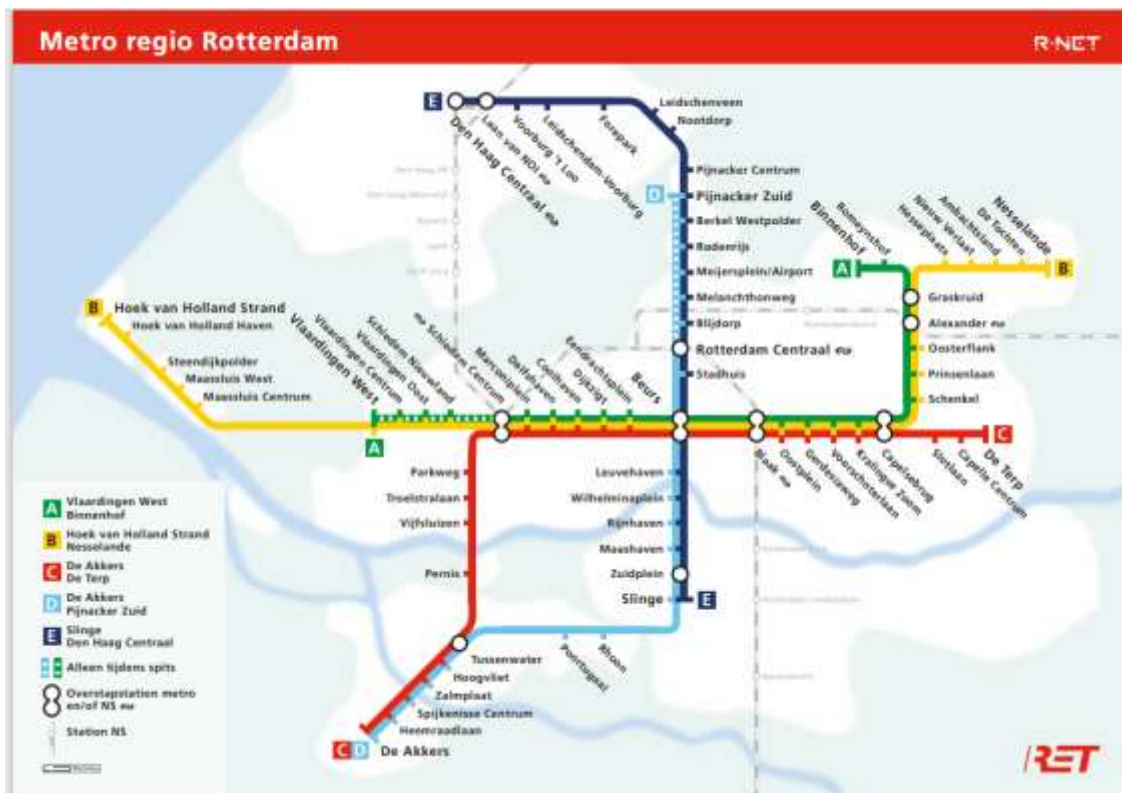 Metro regio Rotterdam
R-NET
E
Leidschenveen
Nootdorp
Den Haag Centraal
Laan van NOI
Voorburg 't Loo
Leidschendam-Voorburg
Forepark
Pijnacker Centrum
D
Pijnacker Zuid
Berkel Westpolder
Rodenrijs
Meijersplein/Airport
Melanchthonweg
Blijdorp
Rotterdam Centraal
Stadhuis
A
Binnenhof
Romeynshof
Hesseplaats
Nieuw Verlaat
Ambachtsland
De Tochten
Nesselande
B
Graskruid
Alexander
Oosterflank
Prinsenlaan
Schenkel
B
Hoek van Holland Strand
Hoek van Holland Haven
Steendijkpolder
Maassluis West
Maassluis Centrum
Vlaardingen West
Vlaardingen Centrum
Vlaardingen Oost
Schiedam Nieuwland
Schiedam Centrum
Marconiplein
Delfshaven
Coolhaven
Dijkzigt
Eendrachtsplein
Beurs
A
C
Blaak
Oostplein
Gerdesiaweg
Voorschoterlaan
Kralingse Zoom
Capelsebrug
Slotlaan
Capelle Centrum
De Terp
Parkweg
Troelstralaan
Vijfsluizen
Pernis
Leuvehaven
Wilhelminaplein
Rijnhaven
Maashaven
Zuidplein
Slinge
E
Tussenwater
Hoogvliet
Zalmplaat
Spijkenisse Centrum
Heemraadlaan
C D
De Akkers
Poortugaal
Rhoon
A
Vlaardingen West
Binnenhof
B
Hoek van Holland Strand
Nesselande
C
De Akkers
De Terp
D
De Akkers
Pijnacker Zuid
E
Slinge
Den Haag Centraal
Alleen tijdens spits
Overstapstation metro
en/of NS
Station NS
RET